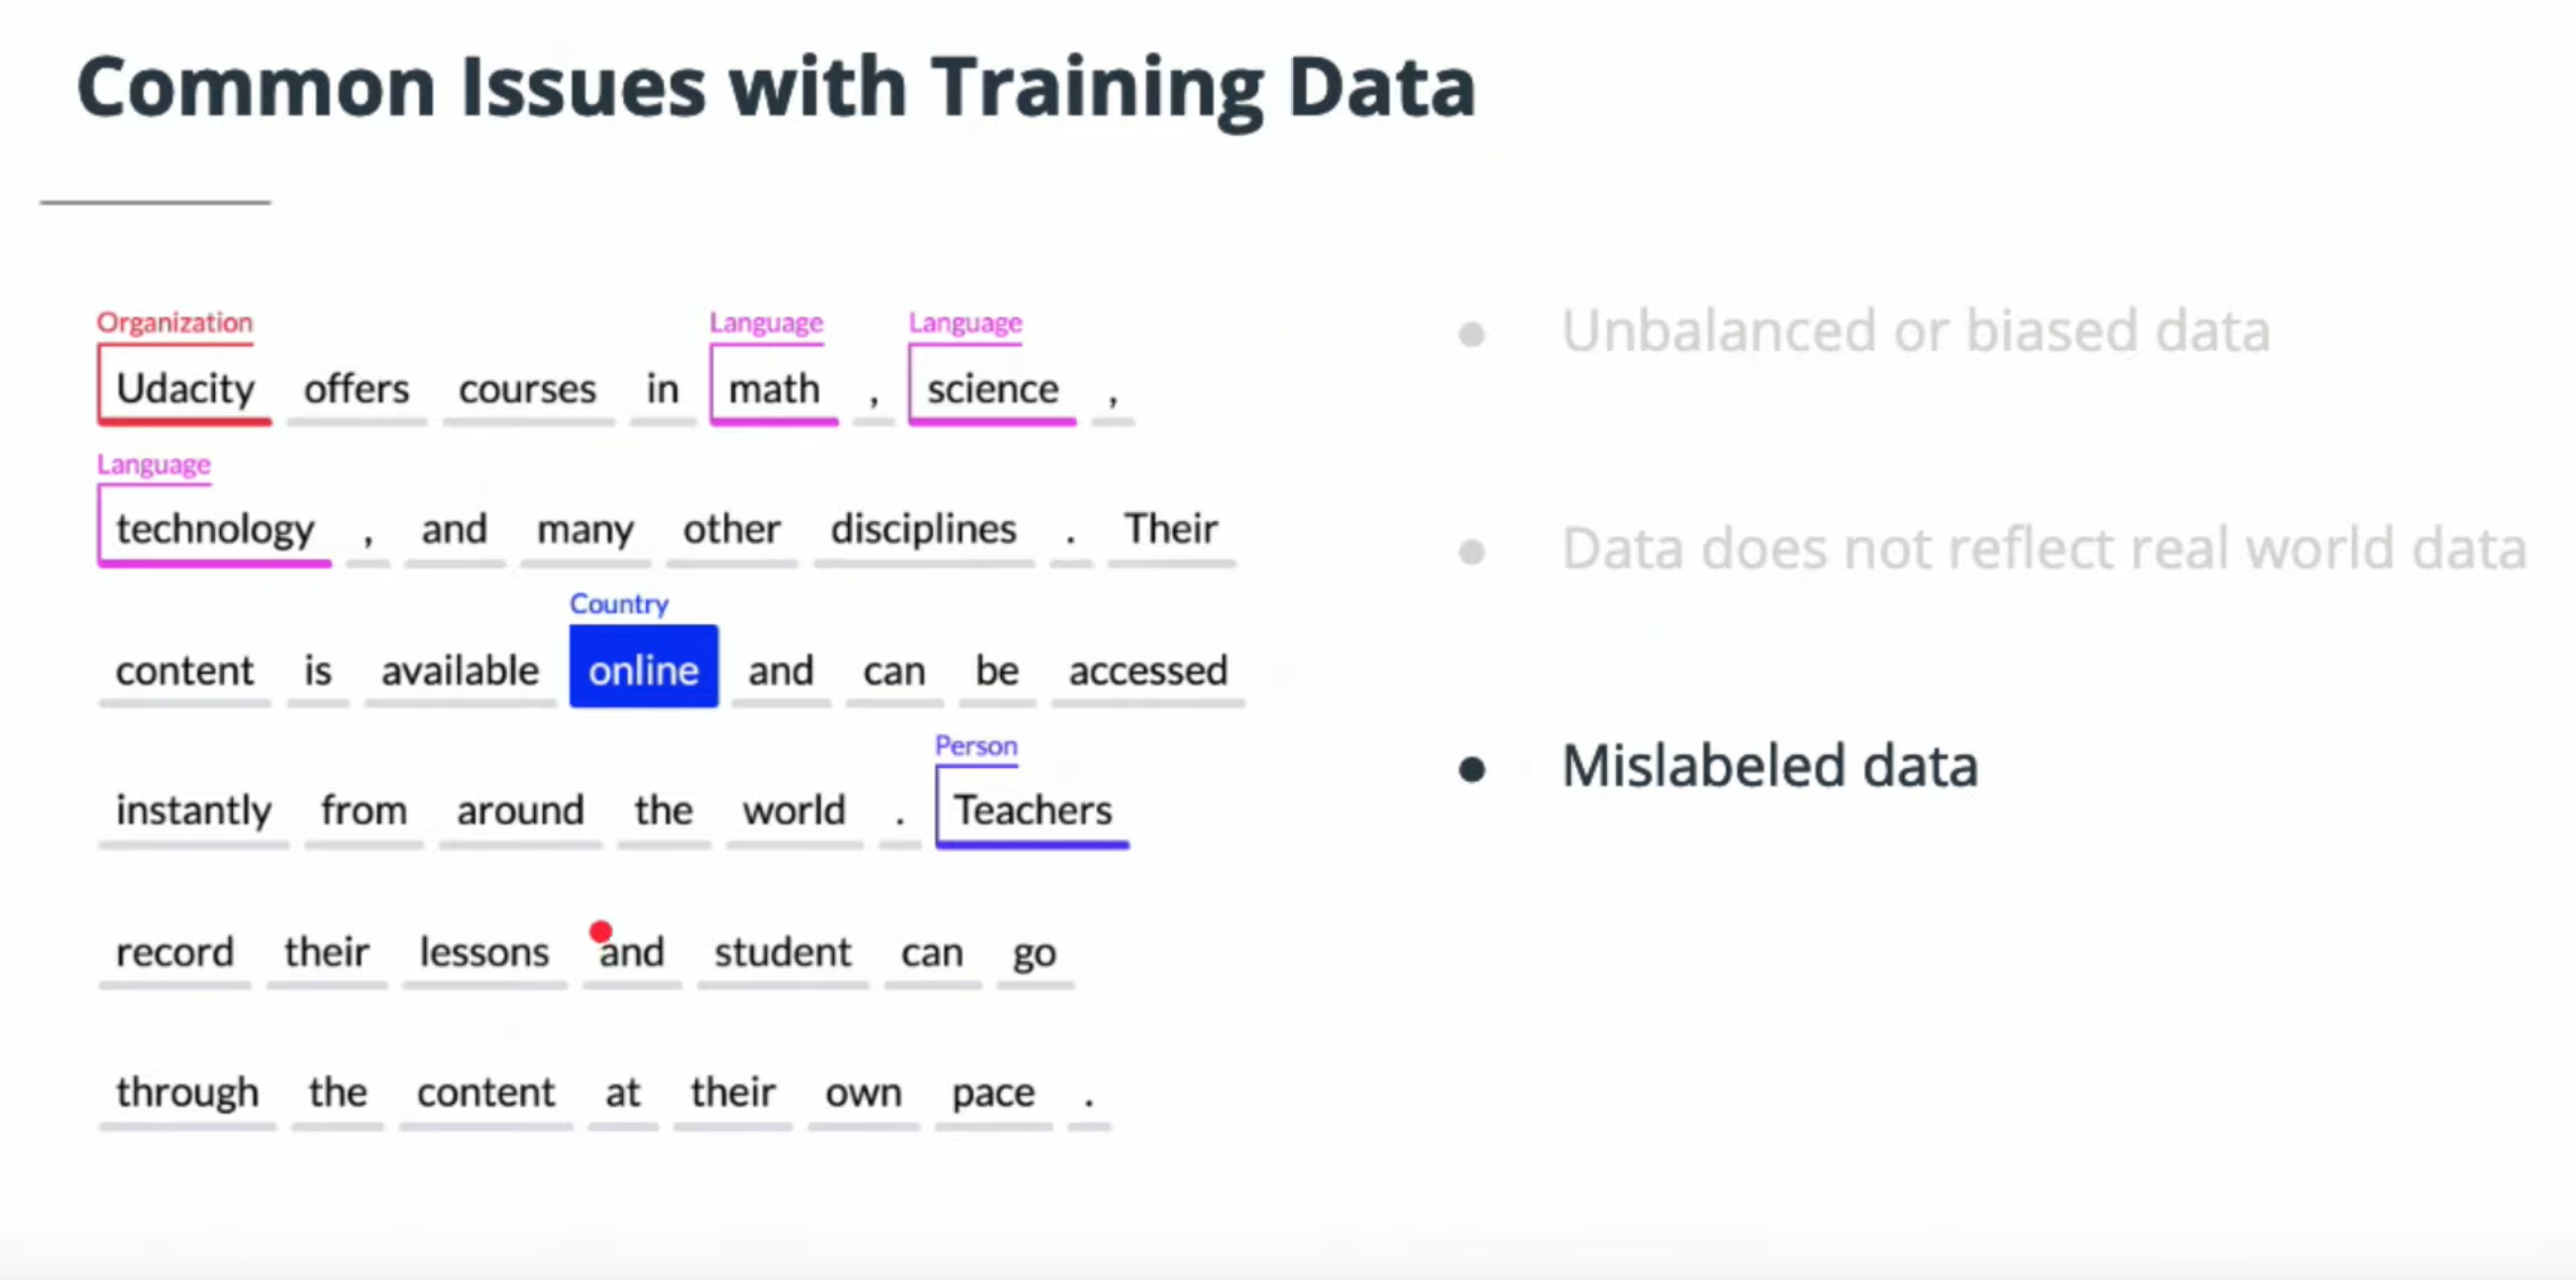 Common Issues with Training Data
Organization Language Language
Udacity offers courses in math , science ,
Language
technology , and many other disciplines . Their
Country
content is available online and can be accessed
Person
instantly from around the world . Teachers
record their lessons and student can go
through the content at their own pace .
Unbalanced or biased data
Data does not reflect real world data
Mislabeled data